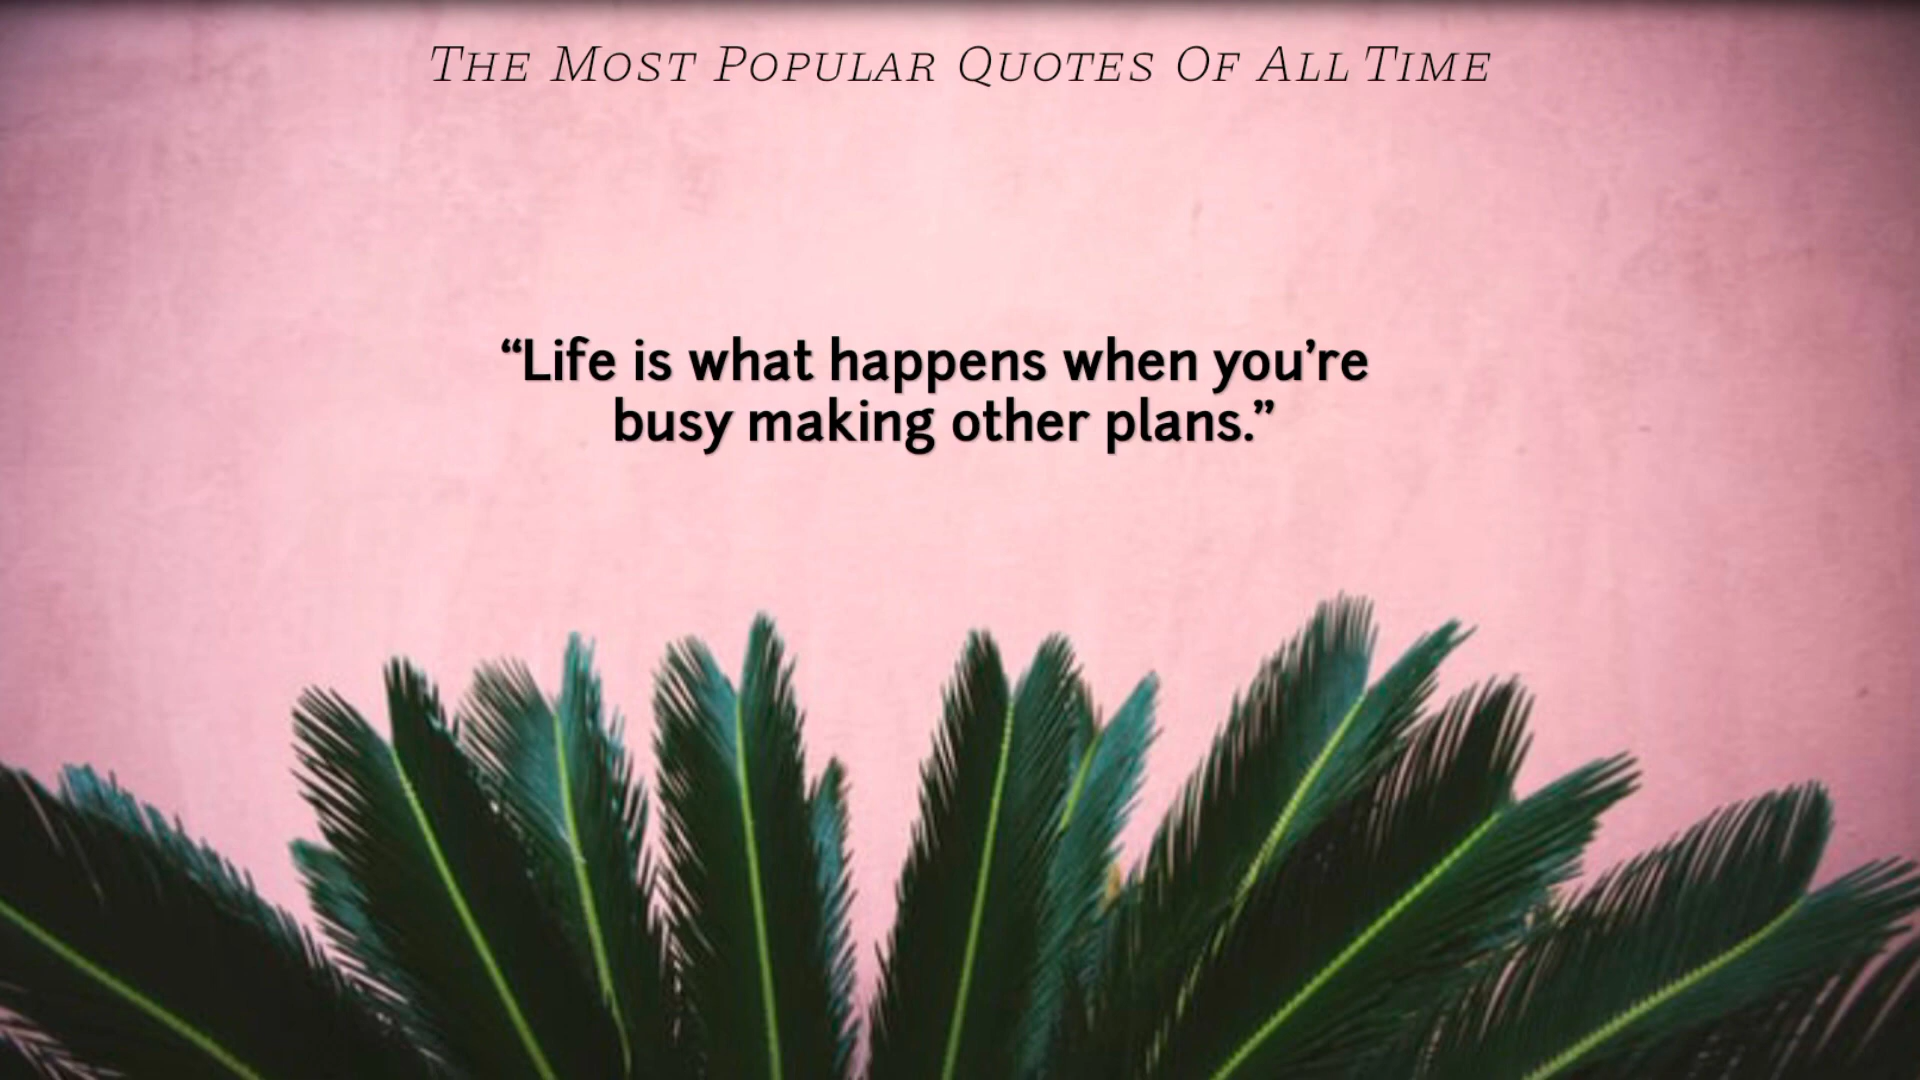 The Most Popular Quotes Of All Time
“Life is what happens when you’re
busy making other plans.”